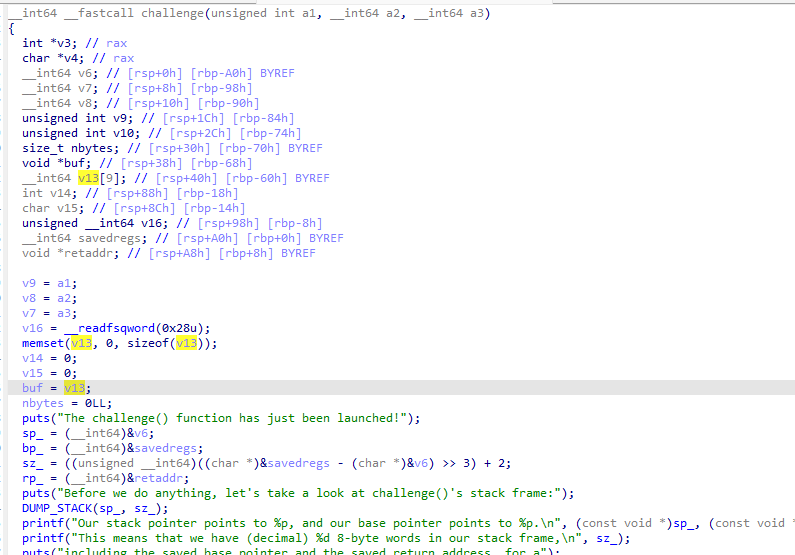 __int64 __fastcall challenge(unsigned int a1, __int64 a2, __int64 a3)
{
int *v3; // rax
char *v4; // rax
__int64 v6; // [rsp+0h] [rbp-A0h] BYREF
__int64 v7; // [rsp+8h] [rbp-98h]
__int64 v8; // [rsp+10h] [rbp-90h]
unsigned int v9; // [rsp+1Ch] [rbp-84h]
unsigned int v10; // [rsp+2Ch] [rbp-74h]
size_t nbytes; // [rsp+30h] [rbp-70h] BYREF
void *buf; // [rsp+38h] [rbp-68h]
__int64 v13[9]; // [rsp+40h] [rbp-60h] BYREF
int v14; // [rsp+88h] [rbp-18h]
char v15; // [rsp+8Ch] [rbp-14h]
unsigned __int64 v16; // [rsp+98h] [rbp-8h]
__int64 savedregs; // [rsp+A0h] [rbp+0h] BYREF
void *retaddr; // [rsp+A8h] [rbp+8h] BYREF
v9 = a1;
v8 = a2;
v7 = a3;
v16 = __readfsqword(0x28u);
memset(v13, 0, sizeof(v13));
v14 = 0;
v15 = 0;
buf = v13;
nbytes = 0LL;
puts("The challenge() function has just been launched!");
sp_ = (__int64)&v6;
bp_ = (__int64)&savedregs;
sz_ = ((unsigned __int64)((char *)&savedregs - (char *)&v6) >> 3) + 2;
rp_ = (__int64)&retaddr;
puts("Before we do anything, let's take a look at challenge()'s stack frame:");
DUMP_STACK(sp_, sz_);
printf("Our stack pointer points to %p, and our base pointer points to %p.\n", (const void *)sp_, (const void *
printf("This means that we have (decimal) %d 8-byte words in our stack frame,\n", sz_);
puts("including the saved base pointer and the saved return address, for a");